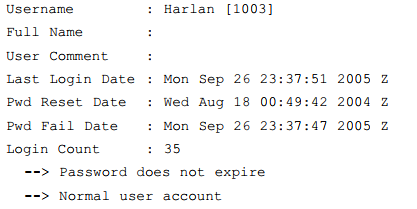 Username : Harlan [1003]
Full Name :
User Comment :
Last Login Date : Mon Sep 26 23:37:51 2005 Z
Pwd Reset Date : Wed Aug 18 00:49:42 2004 Z
Pwd Fail Date : Mon Sep 26 23:37:47 2005 Z
Login Count : 35
--> Password does not expire
--> Normal user account